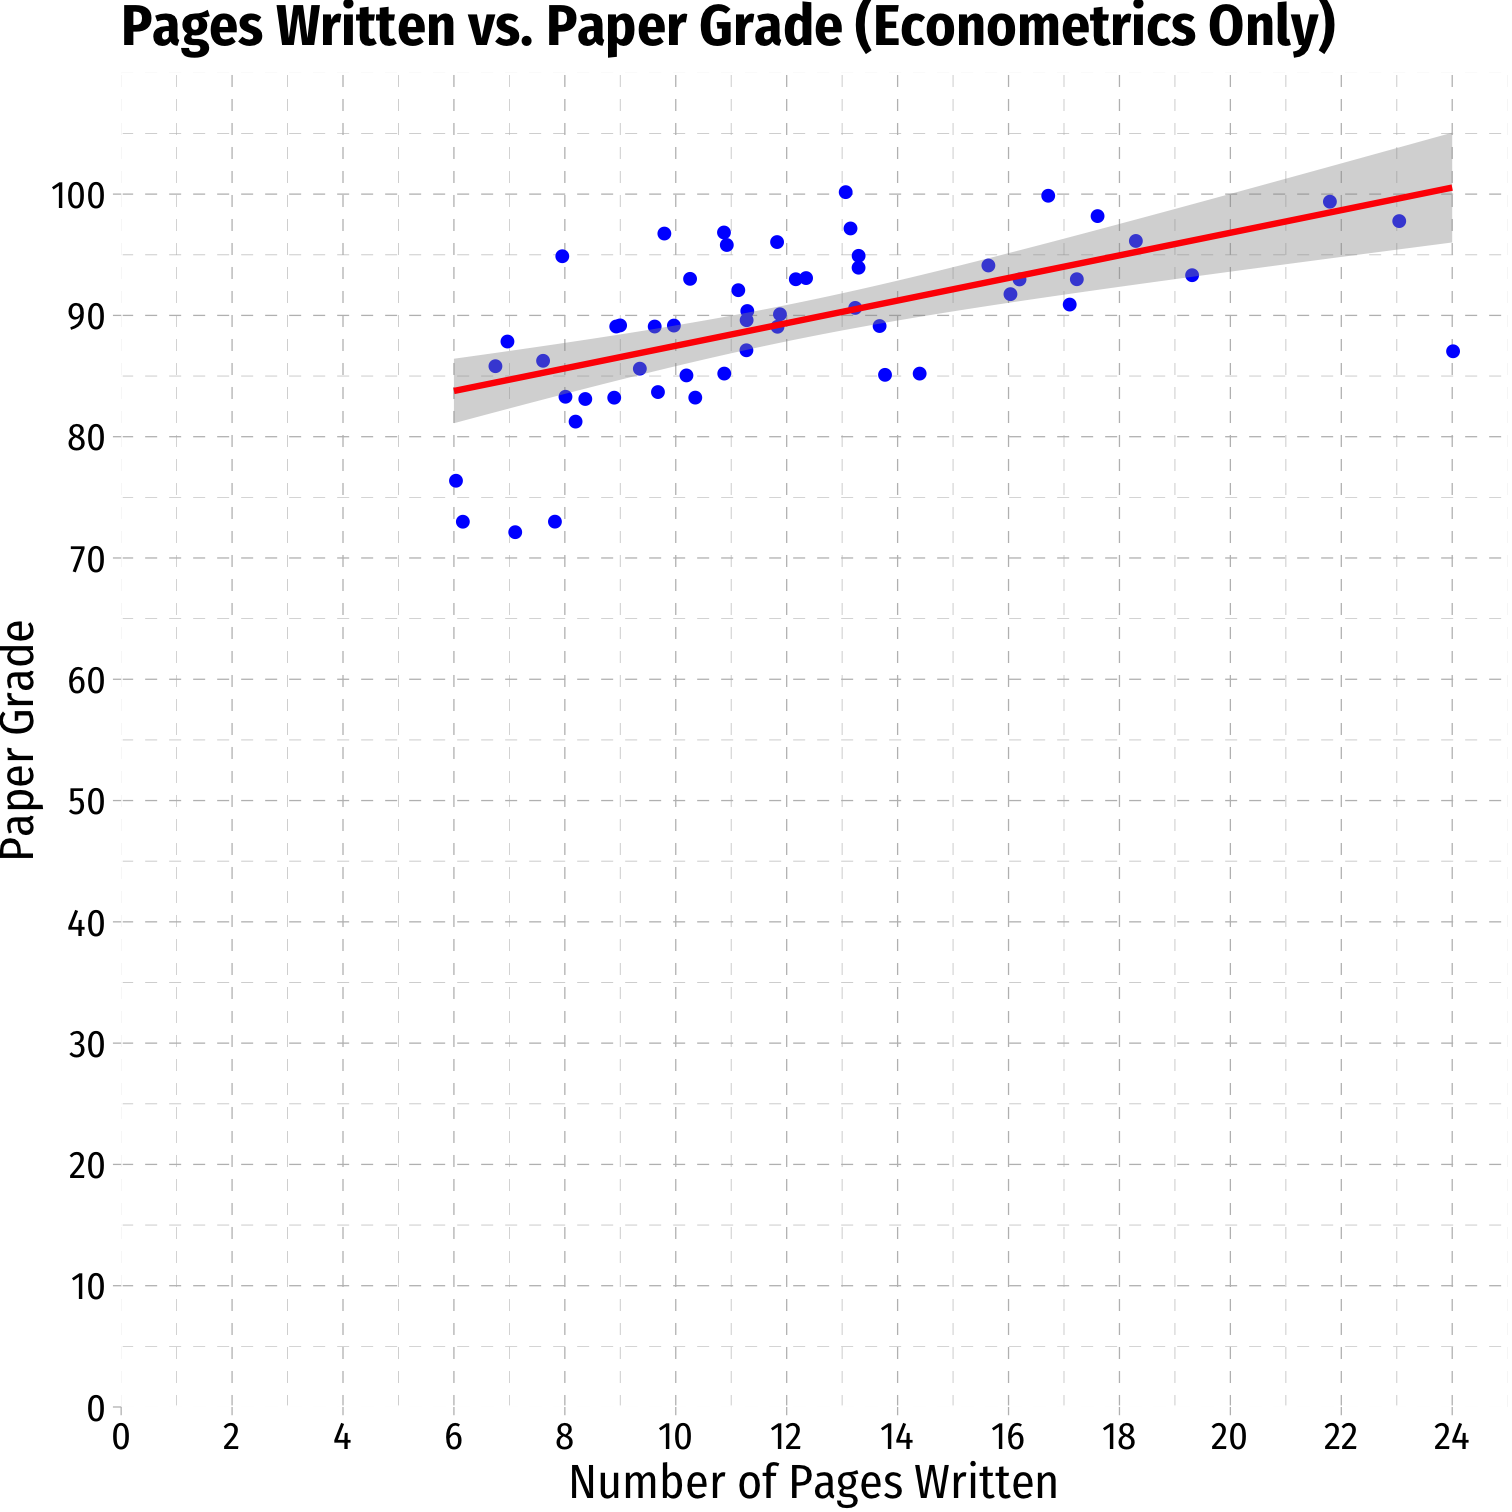 Pages Written vs. Paper Grade (Econometrics Only)
Paper Grade
100
90
80
70
60
50
40
30
20
10
0
0 2 4 6 8 10 12 14 16 18 20 22 24
Number of Pages Written